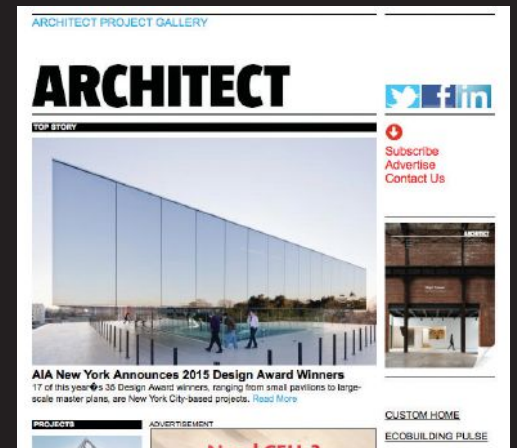 ARCHITECT PROJECT GALLERY
ARCHITECT
TOP STORY
AIA New York Announces 2015 Design Award Winners
17 of this year�s 35 Design Award winners, ranging from small pavilions to large-
scale master plans, are New York City-based projects. Read More
PROJECTS
ADVERTISEMENT
Subscribe
Advertise
Contact Us
ARCHITECT
CUSTOM HOME
ECOBUILDING PULSE